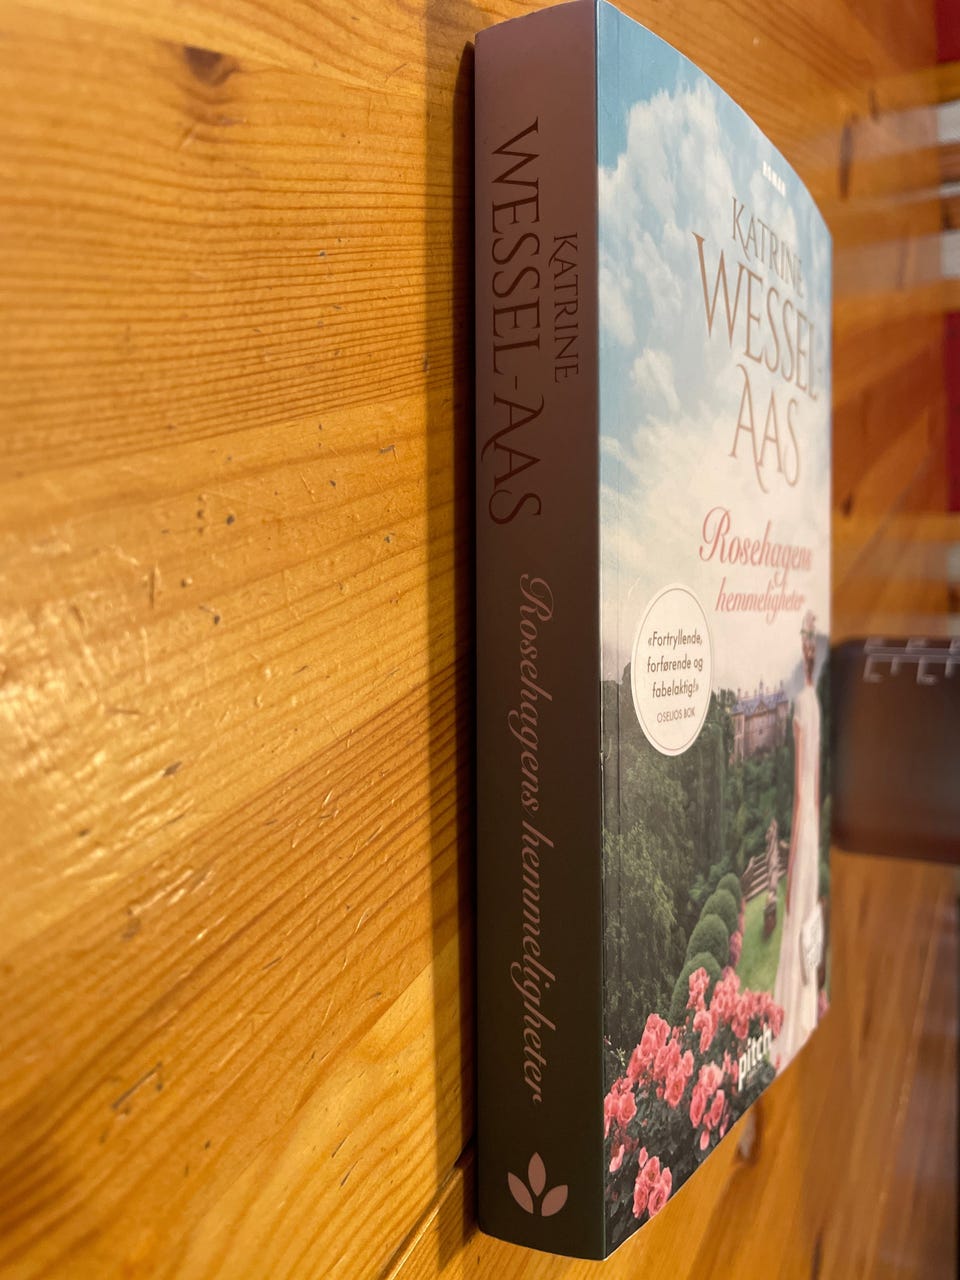 KATRINE
WESSEL-AAS
Rosehagens hemmeligheter
ROMAN
KATRINE
WESSEL-
AAS
Rosehagens
hemmeligheter
«Fortryllende,
forførende og
fabelaktig!»
OSELIOS BOK
pitch